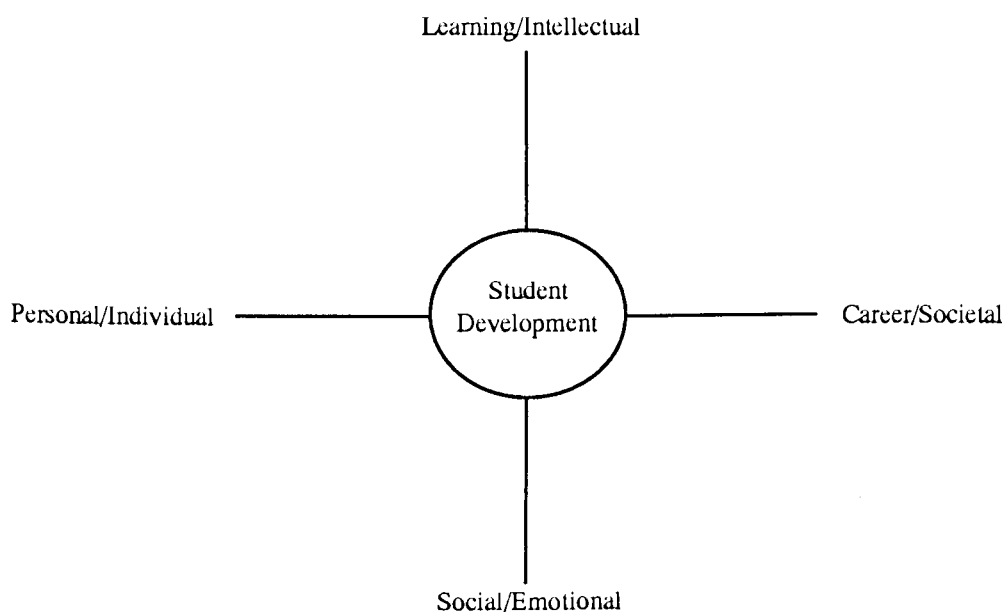 Learning/Intellectual
Student
Development
Personal/Individual
Career/Societal
Social/Emotional